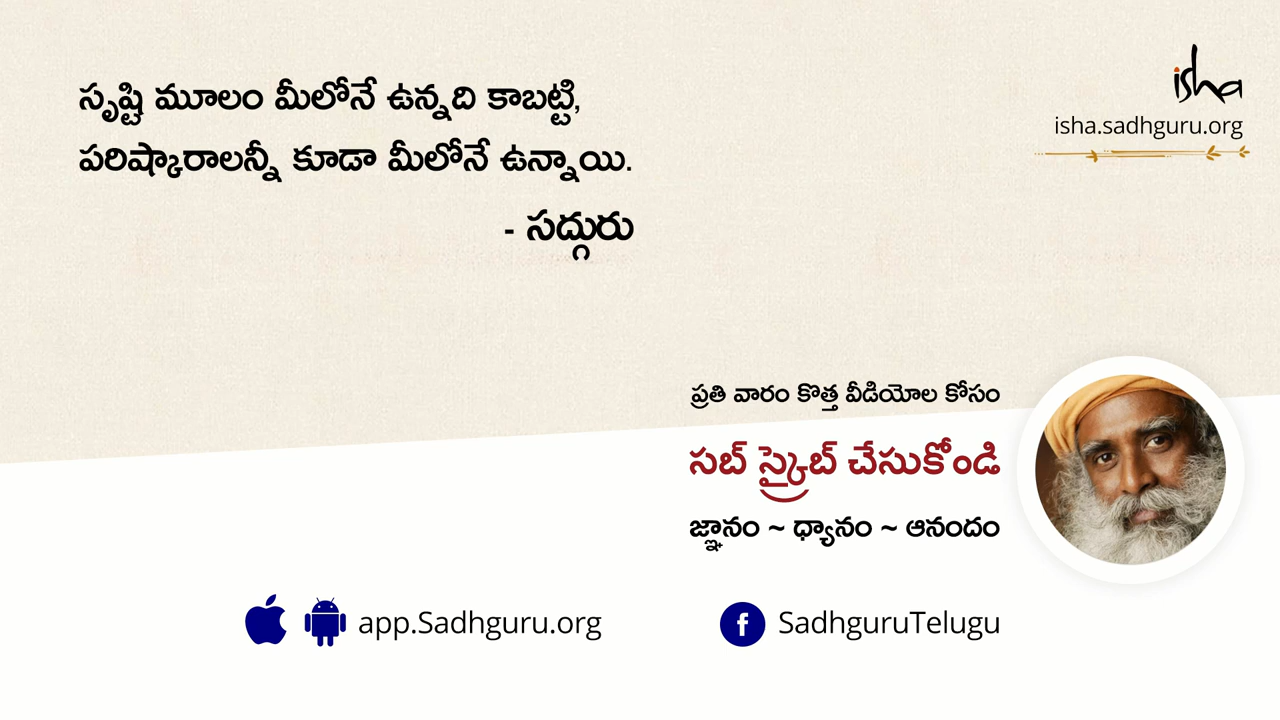 సృష్టి మూలం మీలోనే ఉన్నది కాబట్టి,
పరిష్కారాలన్నీ కూడా మీలోనే ఉన్నాయి.
- సద్గురు
isha
isha.sadhguru.org
ప్రతి వారం కొత్త వీడియోల కోసం
సబ్ స్క్రైబ్ చేసుకోండి
జ్ఞానం ~ ధ్యానం ~ ఆనందం
app.Sadhguru.org
f SadhguruTelugu